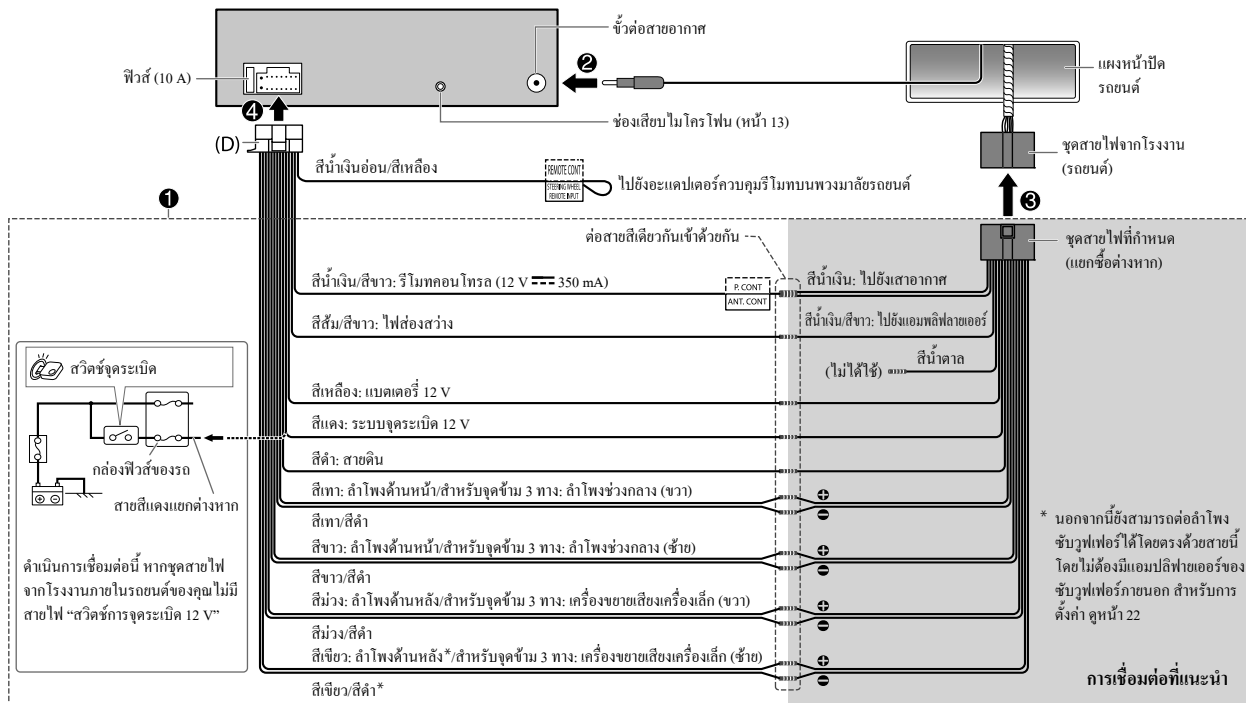 ขั้วต่อสายอากาศ
ฟิวส์ (10 A)
❷
แผงหน้าปัด
รถยนต์
❹
ช่องเสียบไมโครโฟน (หน้า 13)
(D)
ชุดสายไฟจากโรงงาน
(รถยนต์)
สีน้ำเงินอ่อน/สีเหลือง
REMOTE CONT
STEERING WHEEL
REMOTE INPUT
ไปยังอะแดปเตอร์ควบคุมรีโมทบนพวงมาลัยรถยนต์
❶
❸
ต่อสายสีเดียวกันเข้าด้วยกัน
ชุดสายไฟที่กำหนด
(แยกซื้อต่างหาก)
สีน้ำเงิน/สีขาว: รีโมทคอนโทรล (12 V ⎓ 350 mA)
P. CONT
ANT. CONT
สีน้ำเงิน: ไปยังเสาอากาศ
สีส้ม/สีขาว: ไฟส่องสว่าง
สีน้ำเงิน/สีขาว: ไปยังแอมพลิฟลายเออร์
สีน้ำตาล
(ไม่ได้ใช้)
สวิตช์จุดระเบิด
สีเหลือง: แบตเตอรี่ 12 V
สีแดง: ระบบจุดระเบิด 12 V
สีดำ: สายดิน
กล่องฟิวส์ของรถ
สายสีแดงแยกต่างหาก
สีเทา: ลำโพงด้านหน้า/สำหรับจุดข้าม 3 ทาง: ลำโพงช่วงกลาง (ขวา)
สีเทา/สีดำ
สีขาว: ลำโพงด้านหน้า/สำหรับจุดข้าม 3 ทาง: ลำโพงช่วงกลาง (ซ้าย)
สีขาว/สีดำ
สีม่วง: ลำโพงด้านหลัง/สำหรับจุดข้าม 3 ทาง: เครื่องขยายเสียงเครื่องเล็ก (ขวา)
สีม่วง/สีดำ
สีเขียว: ลำโพงด้านหลัง*/สำหรับจุดข้าม 3 ทาง: เครื่องขยายเสียงเครื่องเล็ก (ซ้าย)
สีเขียว/สีดำ*
ดำเนินการเชื่อมต่อนี้ หากชุดสายไฟ
จากโรงงานภายในรถยนต์ของคุณไม่มี
สายไฟ “สวิตช์การจุดระเบิด 12 V”
* นอกจากนี้ยังสามารถต่อลำโพง
ซับวูฟเฟอร์ได้โดยตรงด้วยสายนี้
โดยไม่ต้องมีแอมปลิฟายเออร์ของ
ซับวูฟเฟอร์ภายนอก สำหรับการ
ตั้งค่า ดูหน้า 22
การเชื่อมต่อที่แนะนำ